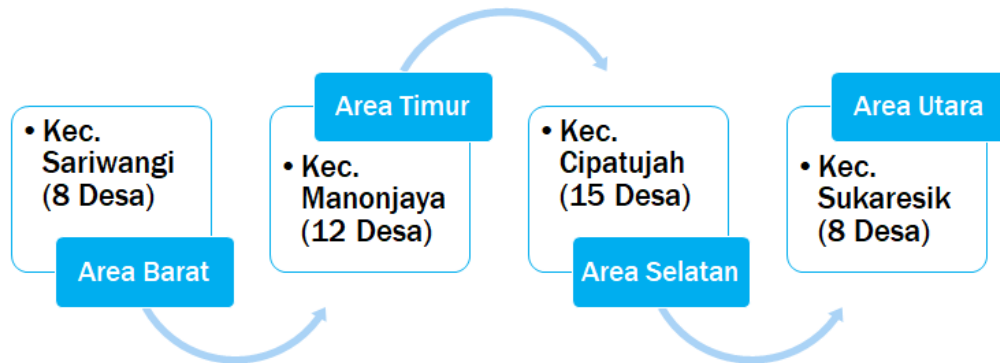 • Kec.
Sariwangi
(8 Desa)
Area Barat
Area Timur
• Kec.
Manonjaya
(12 Desa)
• Kec.
Cipatujah
(15 Desa)
Area Selatan
Area Utara
• Kec.
Sukaresik
(8 Desa)